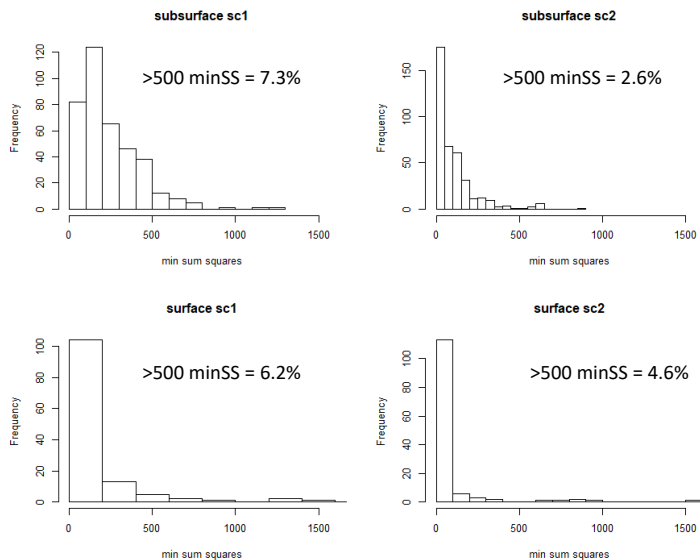 subsurface sc1
>500 minSS = 7.3%
Frequency
0 20 40 60 80 100 120
0 500 1000 1500
min sum squares
subsurface sc2
>500 minSS = 2.6%
Frequency
0 50 100 150
0 500 1000 1500
min sum squares
surface sc1
>500 minSS = 6.2%
Frequency
0 20 40 60 80 100
0 500 1000 1500
min sum squares
surface sc2
>500 minSS = 4.6%
Frequency
0 20 40 60 80 100
0 500 1000 1500
min sum squares